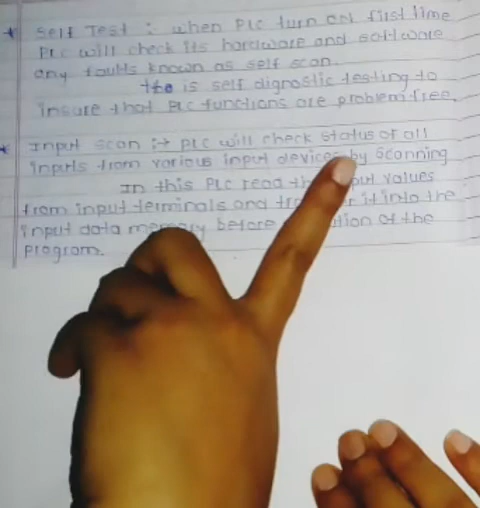 * Self Test : when PLC turn on first time
PLC will check its hardware and software
any faults known as self scan.
the is self dignostic testing to
insure that PLC functions are problem free.
* Input scan :→ PLC will check status of all
inputs from various input devices by scanning
In this PLC read values
from input terminals and it into the
input data memory before of the
program.